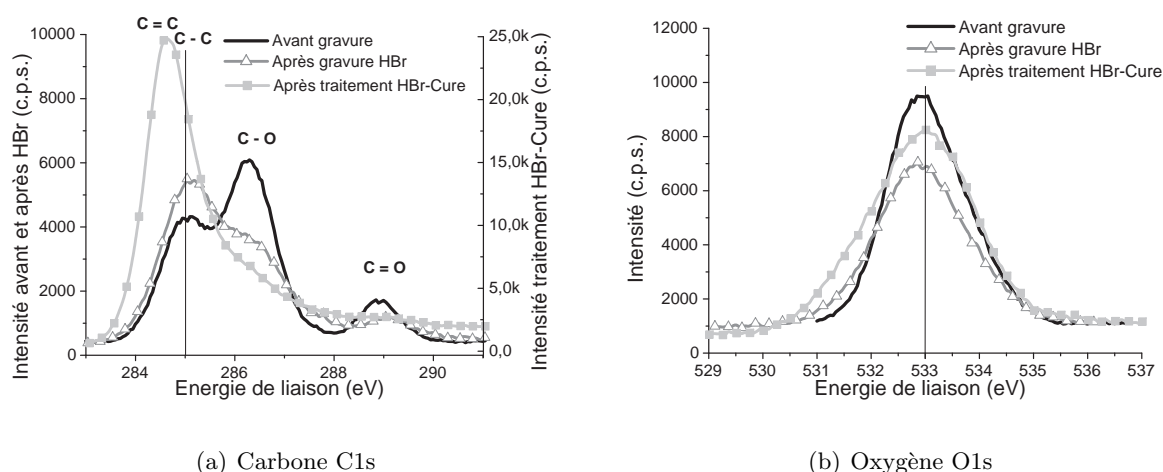 C = C
C - C
C - O
C = O
Avant gravure
Après gravure HBr
Après traitement HBr-Cure
Intensité avant et après HBr (c.p.s.)
10000
8000
6000
4000
2000
0
25,0k
20,0k
15,0k
10,0k
5,0k
0,0
Intensité traitement HBr-Cure (c.p.s.)
284 286 288 290
Energie de liaison (eV)
(a) Carbone C1s
Avant gravure
Après gravure HBr
Après traitement HBr-Cure
Intensité (c.p.s.)
12000
10000
8000
6000
4000
2000
0
529 530 531 532 533 534 535 536 537
Energie de liaison (eV)
(b) Oxygène O1s